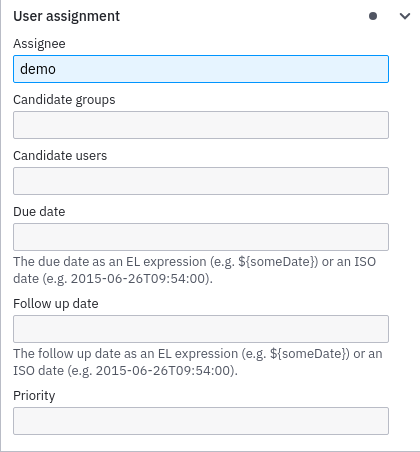 User assignment
Assignee
demo
Candidate groups
Candidate users
Due date
The due date as an EL expression (e.g. ${someDate}) or an ISO
date (e.g. 2015-06-26T09:54:00).
Follow up date
The follow up date as an EL expression (e.g. ${someDate}) or an
ISO date (e.g. 2015-06-26T09:54:00).
Priority